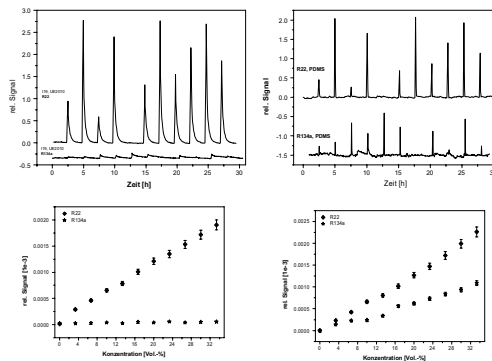 3.0
2.5
2.0
1.5
1.0
0.5
0.0
-0.5
rel. Signal
R22
R134a
0 5 10 15 20 25 30
Zeit [h]
2.0
1.5
1.0
0.5
0.0
-0.5
-1.0
-1.5
-2.0
rel. Signal
R22, PDMS
R134a, PDMS
0 5 10 15 20 25 30
Zeit [h]
0.0020
0.0015
0.0010
0.0005
0.0000
rel. Signal [1e-3]
R22
R134a
0 4 8 12 16 20 24 28 32
Konzentration [Vol.-%]
0.0025
0.0020
0.0015
0.0010
0.0005
0.0000
rel. Signal [1e-3]
R22
R134a
0 4 8 12 16 20 24 28 32
Konzentration [Vol.-%]